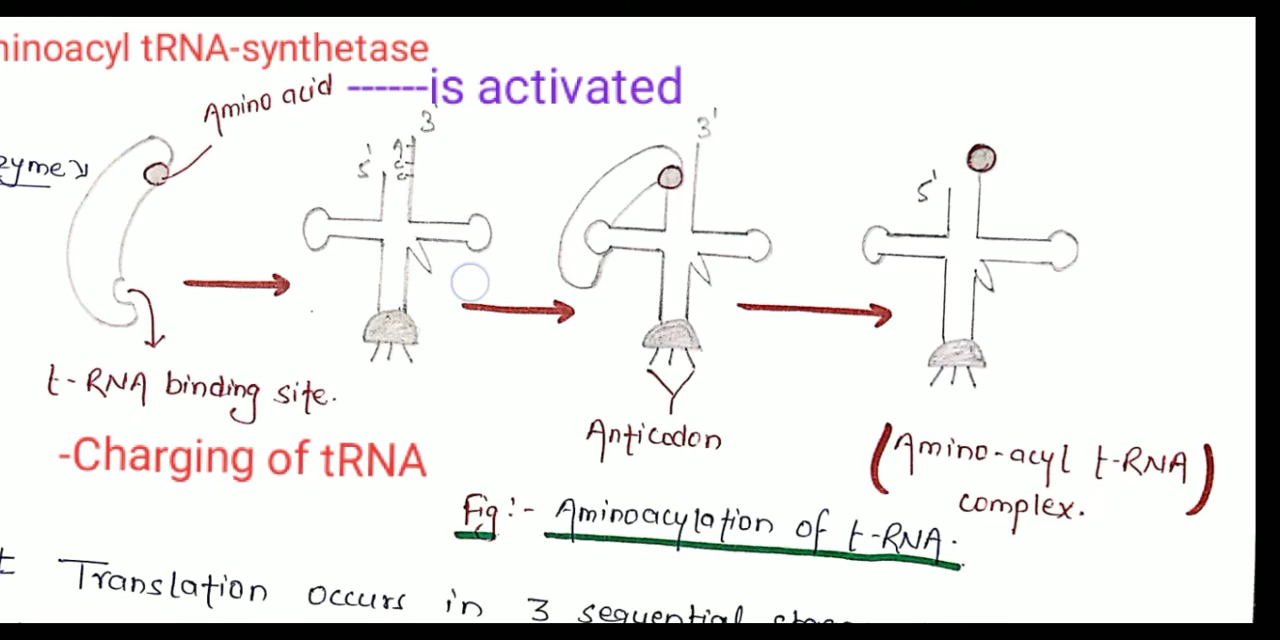 minoacyl tRNA-synthetase
Amino acid ------is activated
3'
5'
3'
5'
zyme)
t-RNA binding site.
Anticodon
-Charging of tRNA
(Amino-acyl t-RNA)
complex.
Fig:- Aminoacylation of t-RNA.
t Translation occurs in 3 sequential